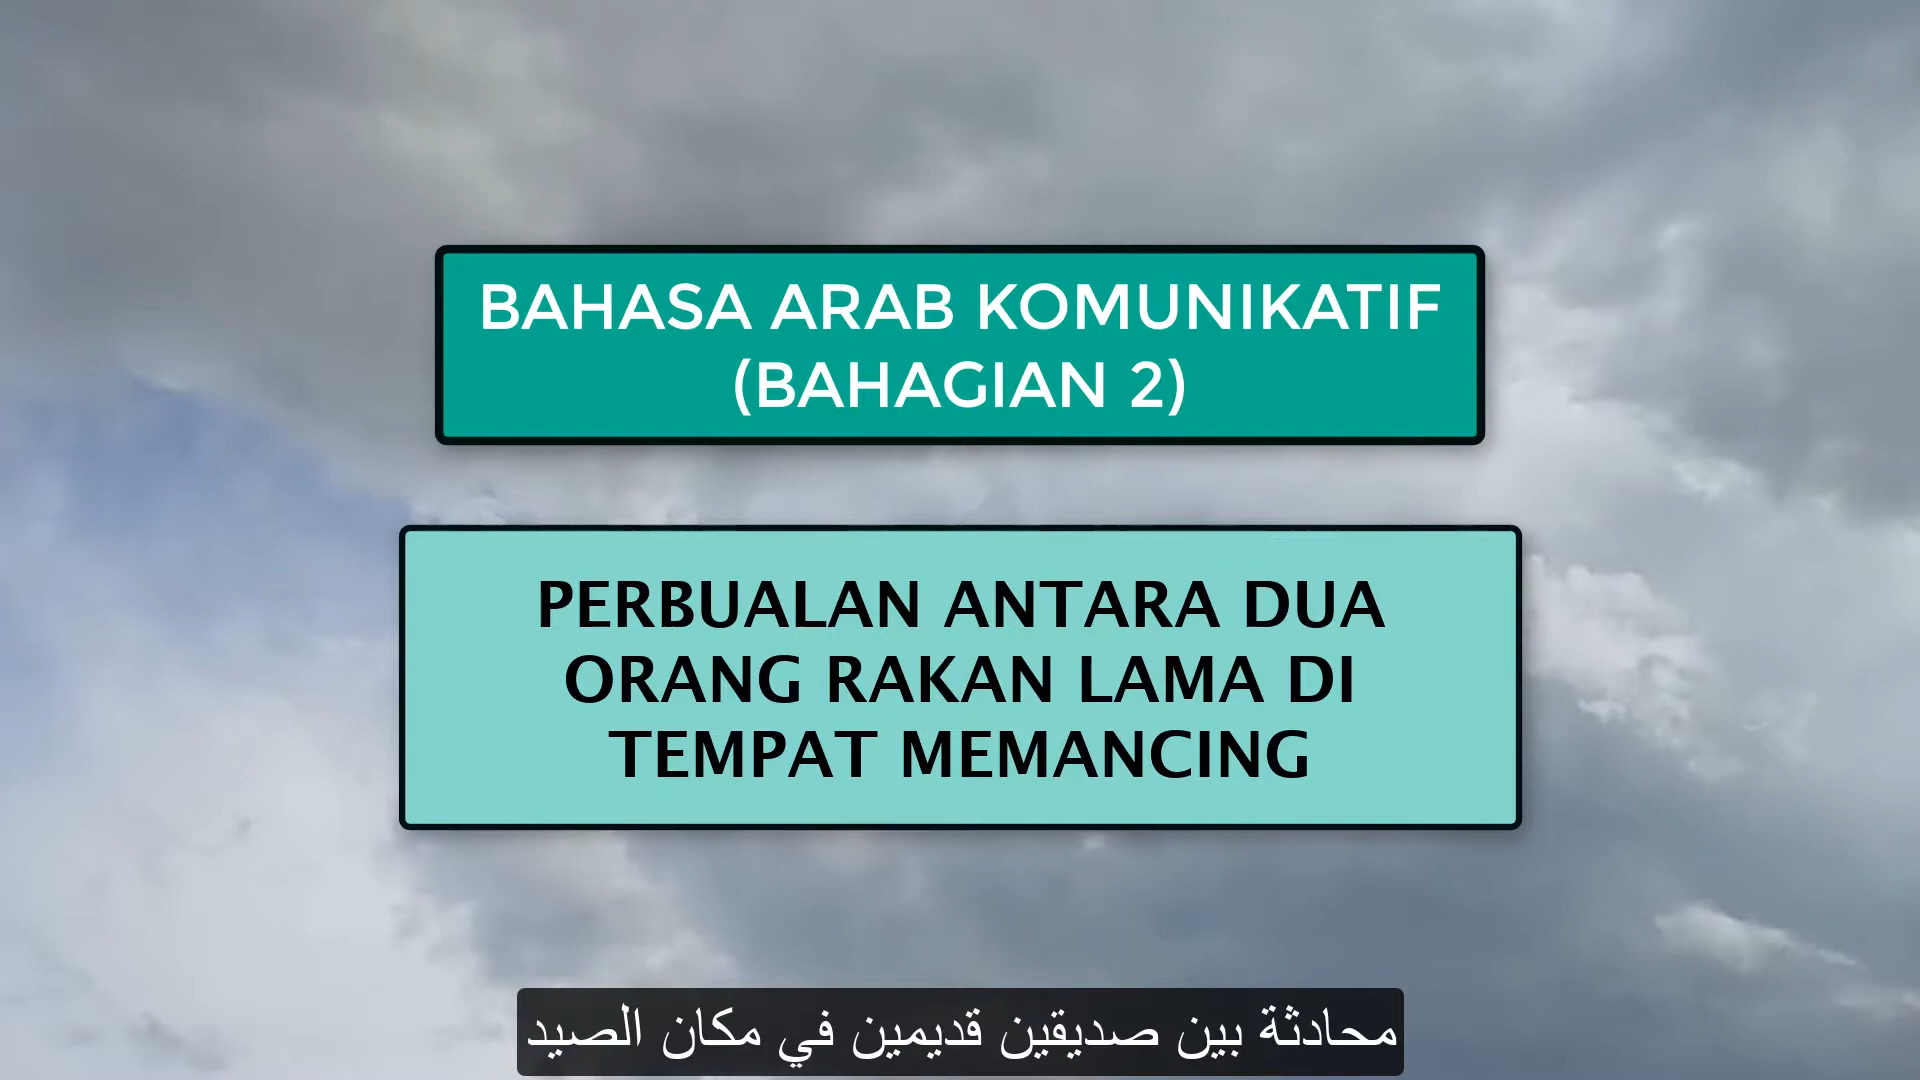 BAHASA ARAB KOMUNIKATIF
(BAHAGIAN 2)
PERBUALAN ANTARA DUA
ORANG RAKAN LAMA DI
TEMPAT MEMANCING
محادثة بين صديقين قديمين في مكان الصيد